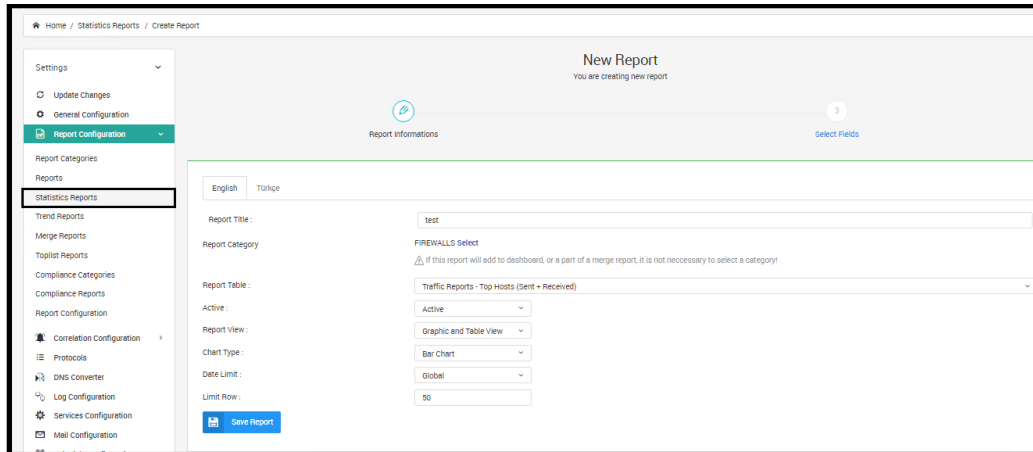 Home / Statistics Reports / Create Report
Settings
Update Changes
General Configuration
Report Configuration
Report Categories
Reports
Statistics Reports
Trend Reports
Merge Reports
Toplist Reports
Compliance Categories
Compliance Reports
Report Configuration
Correlation Configuration
Protocols
DNS Converter
Log Configuration
Services Configuration
Mail Configuration
New Report
You are creating new report
3
Report Informations
Select Fields
English Türkçe
Report Title : test
Report Category FIREWALLS Select
If this report will add to dashboard, or a part of a merge report, it is not neccessary to select a category!
Report Table : Traffic Reports - Top Hosts (Sent + Received)
Active : Active
Report View : Graphic and Table View
Chart Type : Bar Chart
Date Limit : Global
Limit Row : 50
Save Report